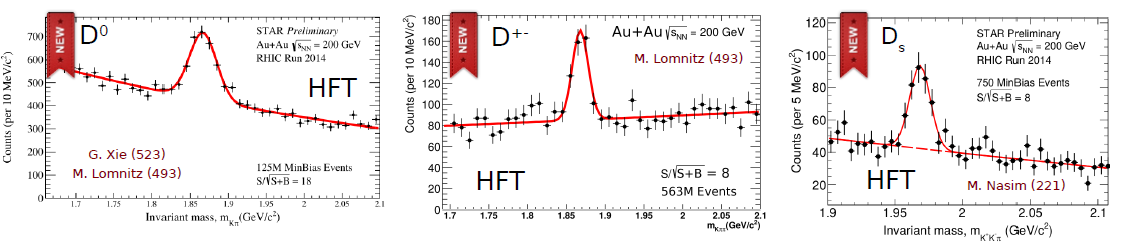 NEW
D0
STAR Preliminary
Au+Au √sNN = 200 GeV
RHIC Run 2014
HFT
G. Xie (523)
M. Lomnitz (493)
125M MinBias Events
S/√S+B = 18
Counts (per 10 MeV/c²)
700
600
500
400
300
200
100
0
1.7 1.75 1.8 1.85 1.9 1.95 2 2.05 2.1
Invariant mass, mKπ(GeV/c²)
NEW
D+-
Au+Au √sNN = 200 GeV
M. Lomnitz (493)
HFT
S/√S+B = 8
563M Events
Counts (per 10 MeV/c²)
180
160
140
120
100
80
60
40
20
0
1.7 1.75 1.8 1.85 1.9 1.95 2 2.05 2.1
mKππ(GeV/c²)
NEW
Ds
STAR Preliminary
Au+Au √sNN = 200 GeV
RHIC Run 2014
750 MinBias Events
S/√S+B = 8
HFT
M. Nasim (221)
Counts (per 5 MeV/c²)
120
100
80
60
40
20
1.9 1.95 2 2.05 2.1
Invariant mass, mK+K-π(GeV/c²)